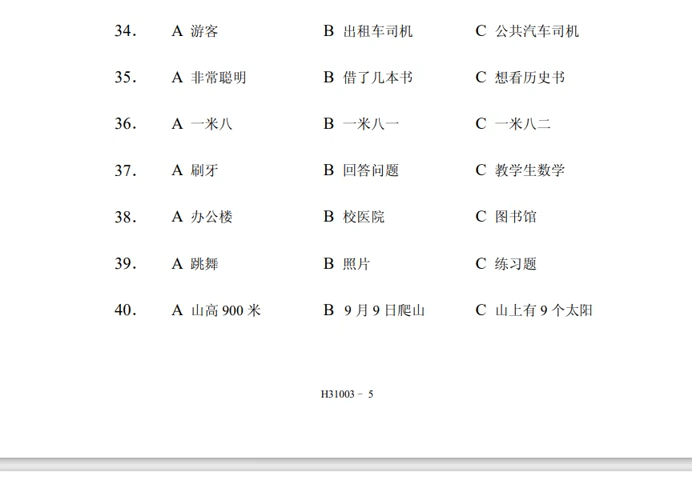 34． A 游客 B 出租车司机 C 公共汽车司机
35． A 非常聪明 B 借了几本书 C 想看历史书
36． A 一米八 B 一米八一 C 一米八二
37． A 刷牙 B 回答问题 C 教学生数学
38． A 办公楼 B 校医院 C 图书馆
39． A 跳舞 B 照片 C 练习题
40． A 山高 900 米 B 9 月 9 日爬山 C 山上有 9 个太阳
H31003﹣ 5